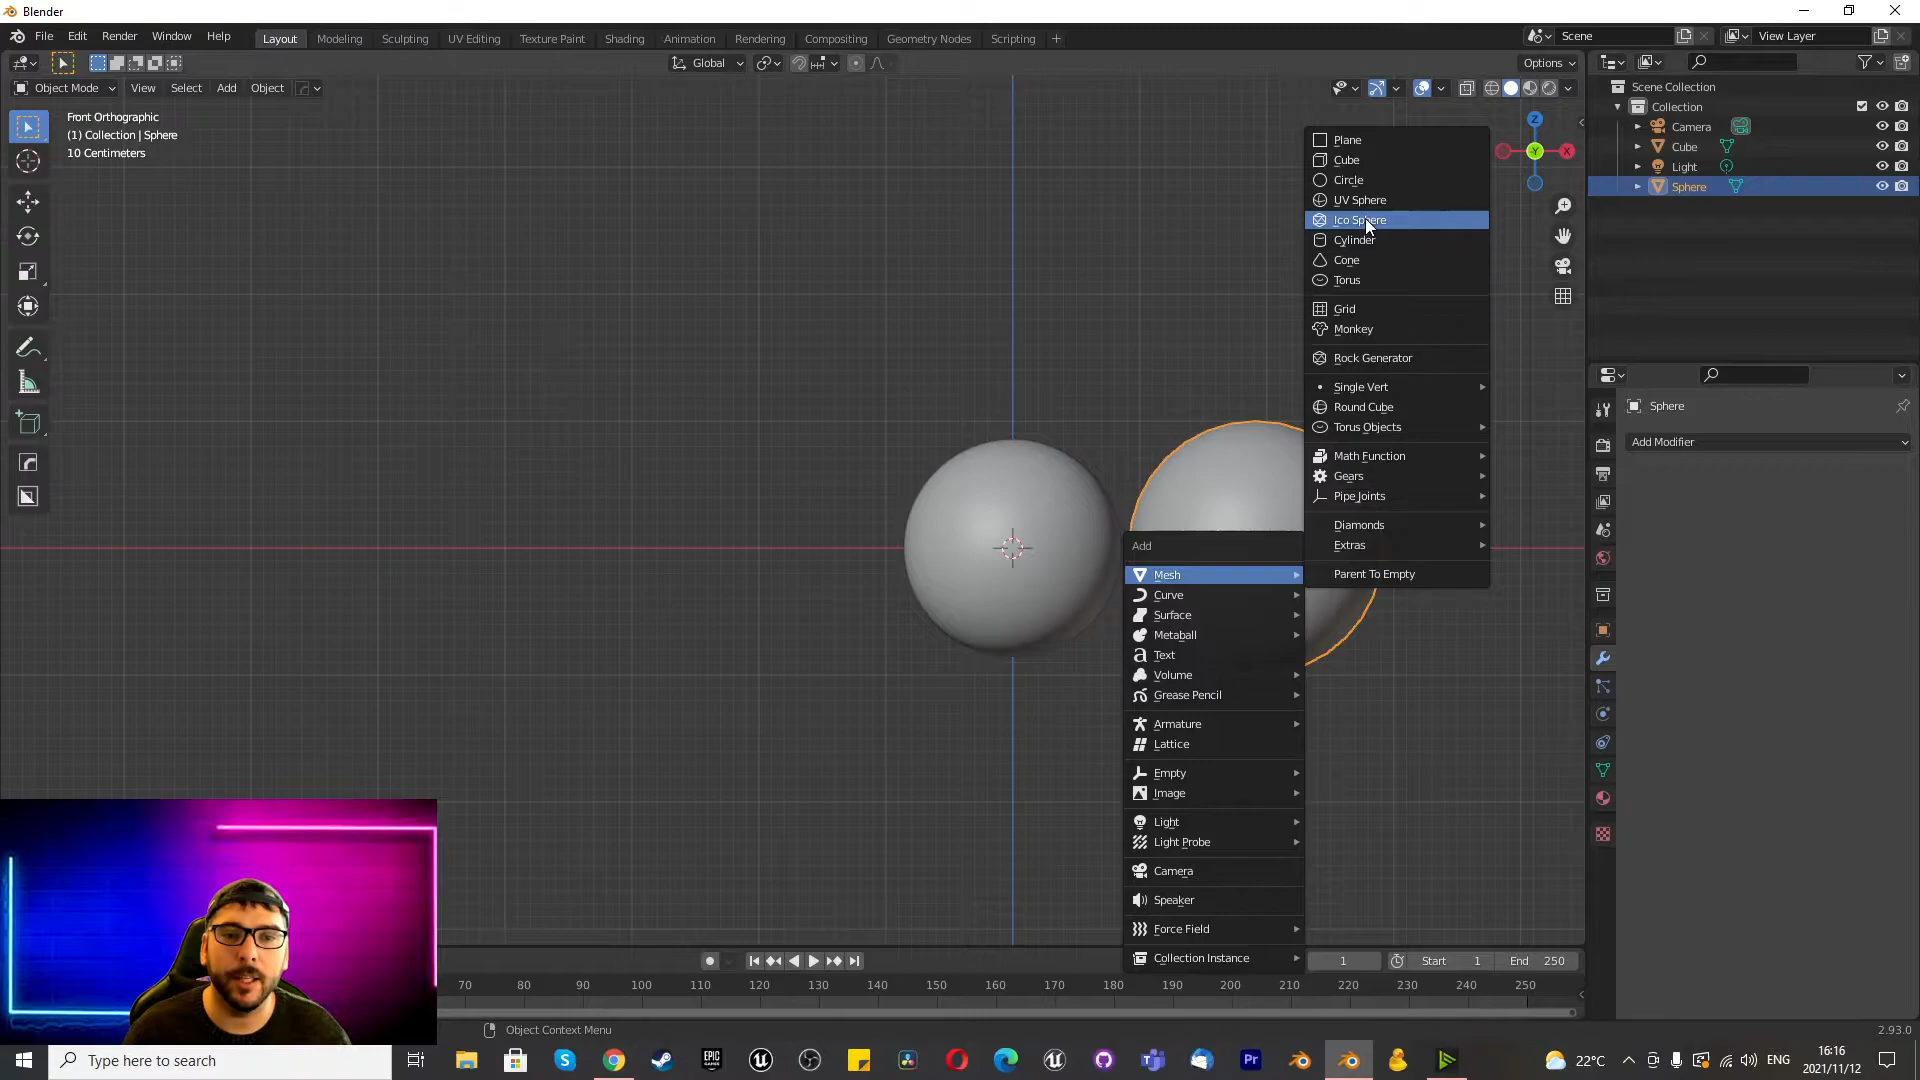 Blender
File Edit Render Window Help
Layout Modeling Sculpting UV Editing Texture Paint Shading Animation Rendering Compositing Geometry Nodes Scripting +
Scene
View Layer
Global
Options
Object Mode View Select Add Object
Front Orthographic
(1) Collection | Sphere
10 Centimeters
Z
Y
X
Scene Collection
Collection
Camera
Cube
Light
Sphere
Sphere
Add Modifier
Plane
Cube
Circle
UV Sphere
Ico Sphere
Cylinder
Cone
Torus
Grid
Monkey
Rock Generator
Single Vert
Round Cube
Torus Objects
Math Function
Gears
Pipe Joints
Diamonds
Extras
Parent To Empty
Add
Mesh
Curve
Surface
Metaball
Text
Volume
Grease Pencil
Armature
Lattice
Empty
Image
Light
Light Probe
Camera
Speaker
Force Field
Collection Instance
1 Start 1 End 250
70 80 90 100 110 120 130 140 150 160 170 180 190 200 210 220 230 240 250
Object Context Menu
2.93.0
Type here to search
EPIC GAMES
Pr
22°C
ENG
16:16
2021/11/12